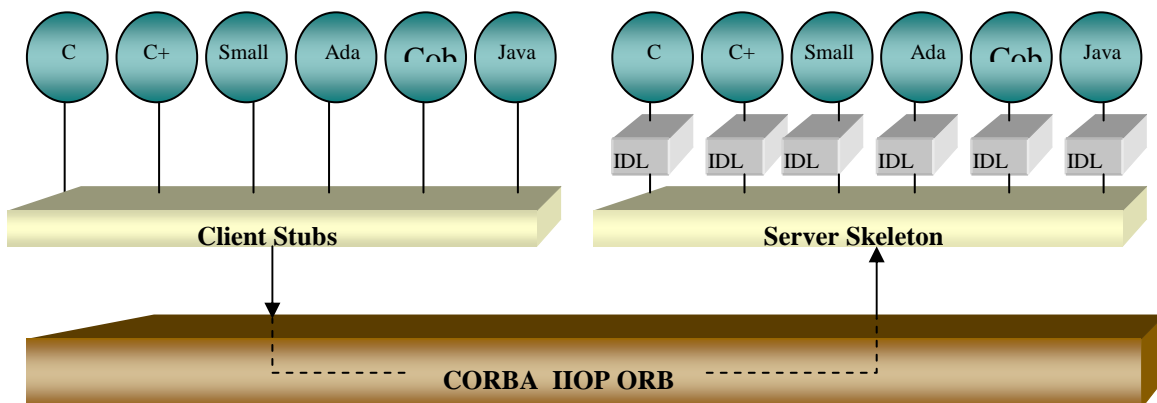 C C+ Small Ada Cob Java
C C+ Small Ada Cob Java
IDL IDL IDL IDL IDL IDL
Client Stubs
Server Skeleton
CORBA IIOP ORB